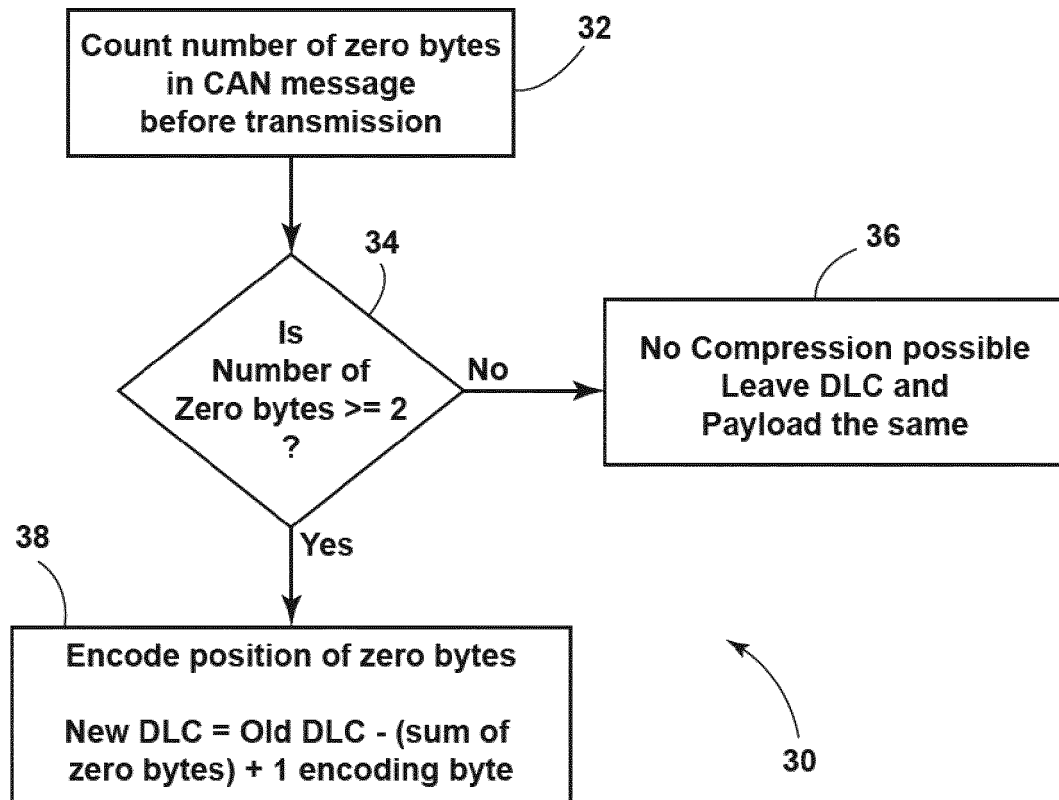 Count number of zero bytes
in CAN message
before transmission
32
34
Is
Number of
Zero bytes >= 2
?
No
36
No Compression possible
Leave DLC and
Payload the same
Yes
38
Encode position of zero bytes
New DLC = Old DLC - (sum of
zero bytes) + 1 encoding byte
30